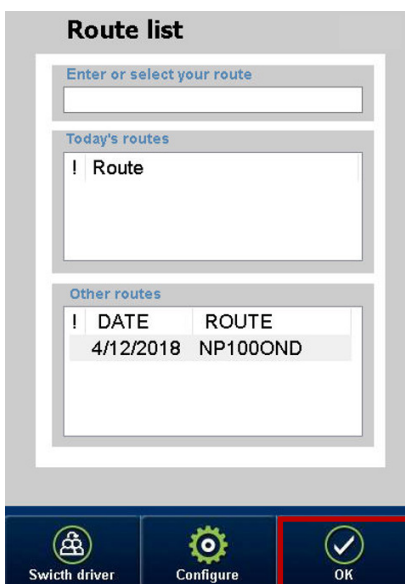 Route list
Enter or select your route
Today's routes
! Route
Other routes
! DATE ROUTE
4/12/2018 NP100OND
Swicth driver Configure OK